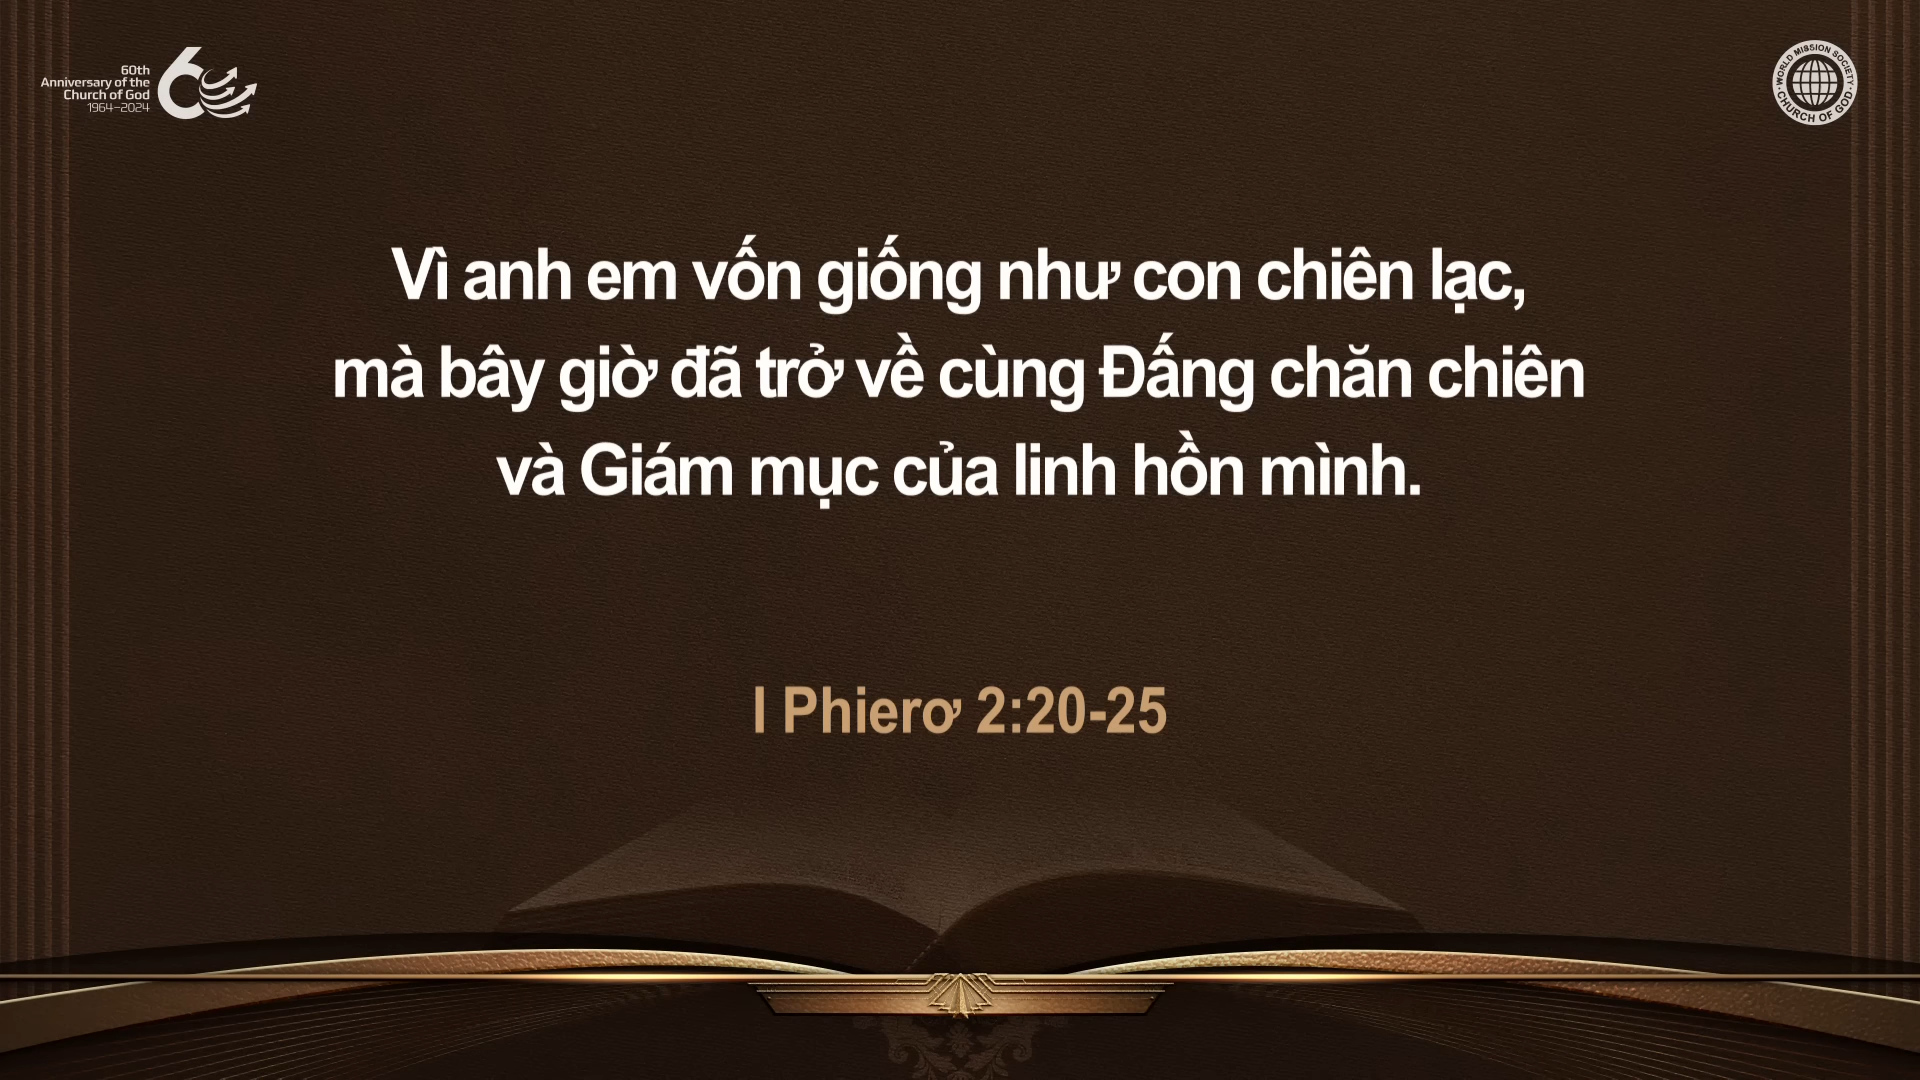 60th
Anniversary of the
Church of God
1964–2024
60
WORLD MISSION SOCIETY
CHURCH OF GOD
Vì anh em vốn giống như con chiên lạc,
mà bây giờ đã trở về cùng Đấng chăn chiên
và Giám mục của linh hồn mình.
I Phierơ 2:20-25